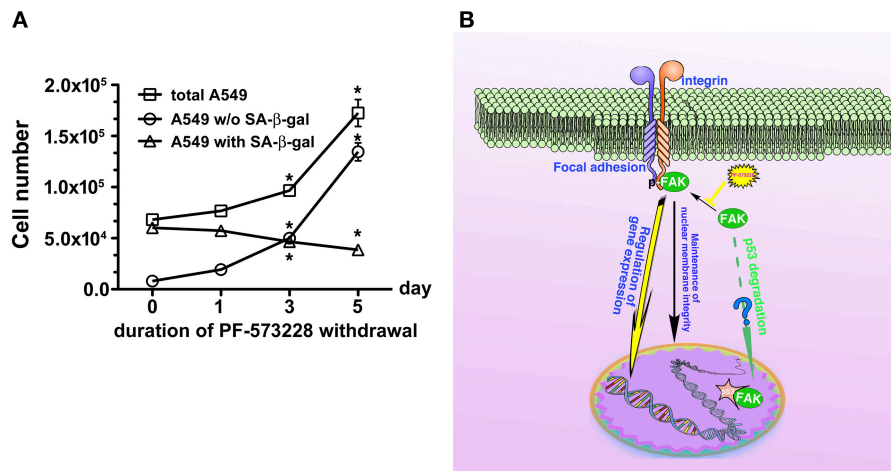 A
2.0x10⁵
1.5x10⁵
1.0x10⁵
5.0x10⁴
0.0
Cell number
total A549
A549 w/o SA-β-gal
A549 with SA-β-gal
*
*
*
*
*
*
0
1
3
5
day
duration of PF-573228 withdrawal
B
integrin
Focal adhesion
p
FAK
PF-573228
FAK
Regulation of
gene expression
Maintenance of
nuclear membrane integrity
p53 degradation
?
FAK